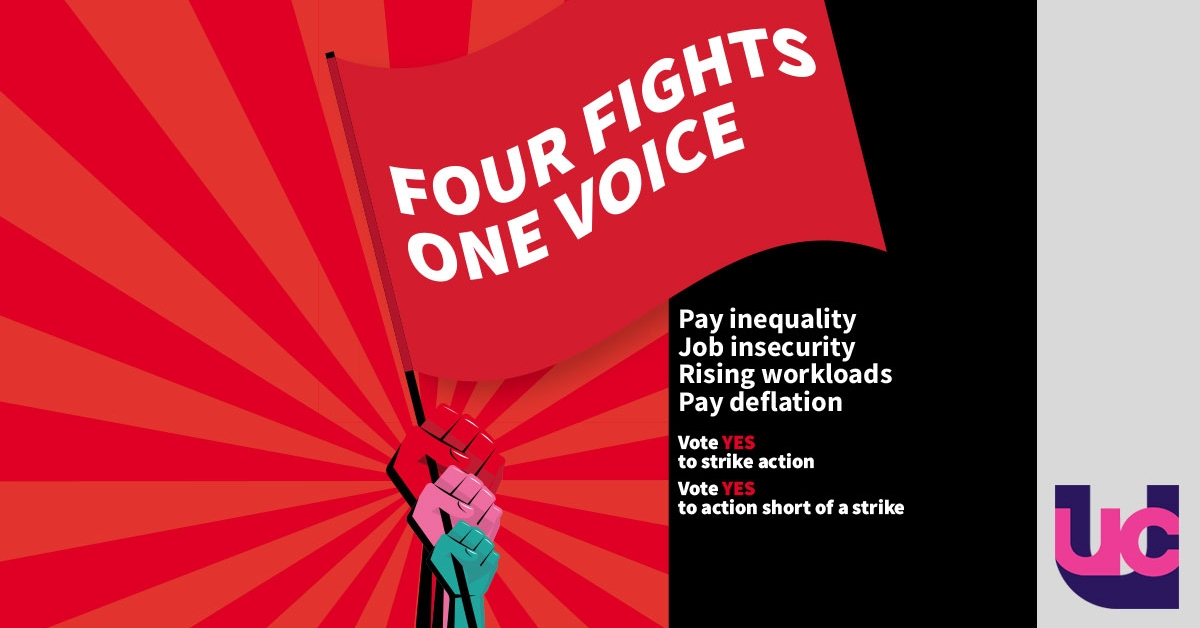 FOUR FIGHTS
ONE VOICE
Pay inequality
Job insecurity
Rising workloads
Pay deflation
Vote YES
to strike action
Vote YES
to action short of a strike
uc